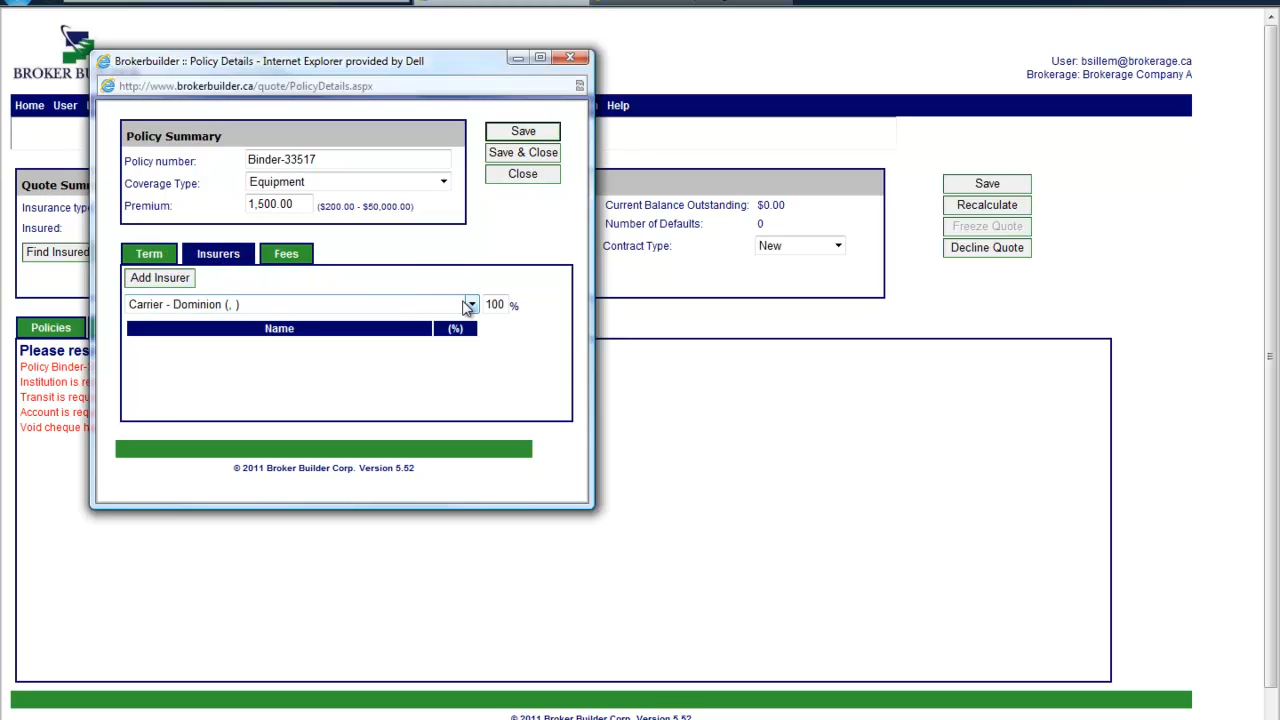 BROKER BU
User: bsillem@brokerage.ca
Brokerage: Brokerage Company A
Home User
Help
Brokerbuilder :: Policy Details - Internet Explorer provided by Dell
http://www.brokerbuilder.ca/quote/PolicyDetails.aspx
Policy Summary
Policy number: Binder-33517
Coverage Type: Equipment
Premium: 1,500.00 ($200.00 - $50,000.00)
Save
Save & Close
Close
Term Insurers Fees
Add Insurer
Carrier - Dominion (, ) 100 %
Name (%)
© 2011 Broker Builder Corp. Version 5.52
Quote Summ
Insurance type
Insured:
Find Insured
Current Balance Outstanding: $0.00
Number of Defaults: 0
Contract Type: New
Save
Recalculate
Freeze Quote
Decline Quote
Policies
Please res
Policy Binder-3
Institution is re
Transit is requ
Account is req
Void cheque h
© 2011 Broker Builder Corp. Version 5.52